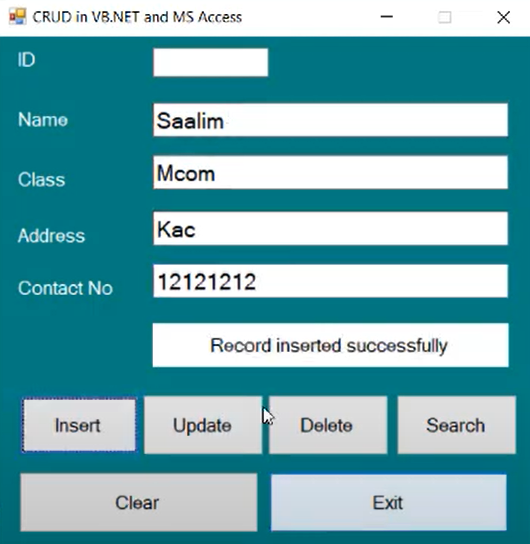 CRUD in VB.NET and MS Access
ID
Name Saalim
Class Mcom
Address Kac
Contact No 12121212
Record inserted successfully
Insert Update Delete Search
Clear Exit